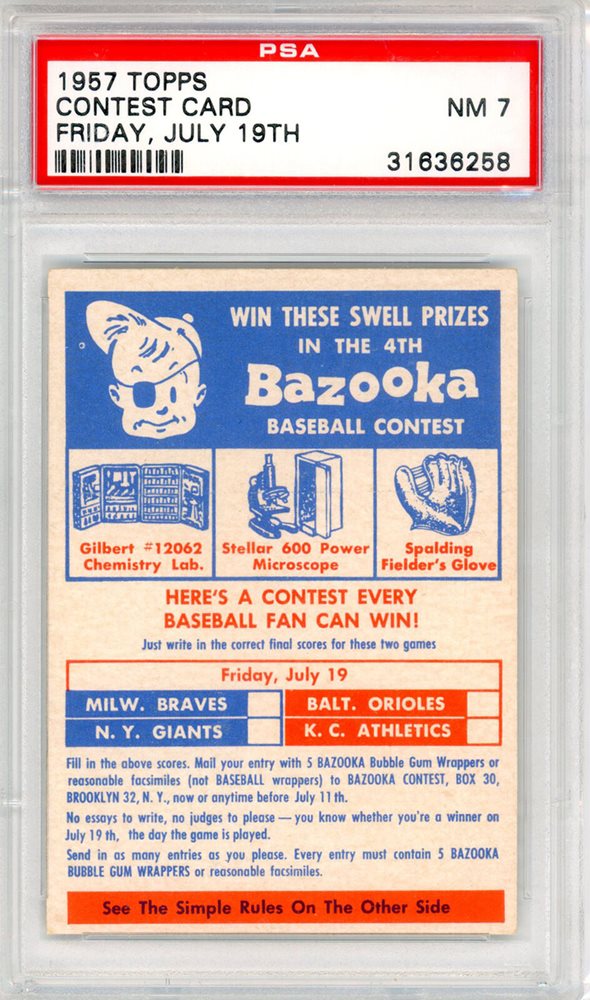 PSA
1957 TOPPS
CONTEST CARD
NM 7
FRIDAY, JULY 19TH
31636258
WIN THESE SWELL PRIZES
IN THE 4TH
Bazooka
BASEBALL CONTEST
Gilbert #12062
Chemistry Lab.
Stellar 600 Power
Microscope
Spalding
Fielder's Glove
HERE'S A CONTEST EVERY
BASEBALL FAN CAN WIN!
Just write in the correct final scores for these two games
Friday, July 19
MILW. BRAVES
N. Y. GIANTS
BALT. ORIOLES
K. C. ATHLETICS
Fill in the above scores. Mail your entry with 5 BAZOOKA Bubble Gum Wrappers or
reasonable facsimiles (not BASEBALL wrappers) to BAZOOKA CONTEST, BOX 30,
BROOKLYN 32, N. Y., now or anytime before July 11th.
No essays to write, no judges to please — you know whether you're a winner on
July 19 th, the day the game is played.
Send in as many entries as you please. Every entry must contain 5 BAZOOKA
BUBBLE GUM WRAPPERS or reasonable facsimiles.
See The Simple Rules On The Other Side